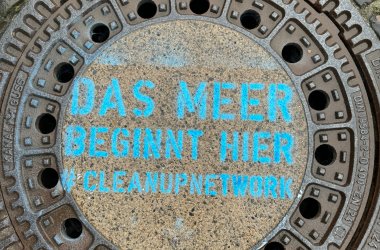 DAS MEER
BEGINNT HIER
#CLEANUPNETWORK